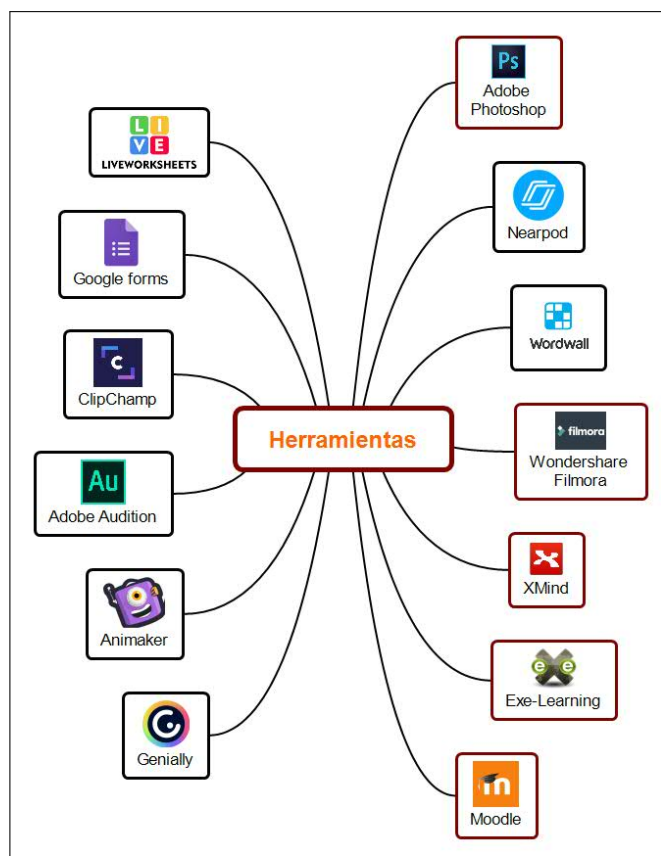 Herramientas
Ps
Adobe
Photoshop
Nearpod
Wordwall
filmora
Wondershare
Filmora
XMind
exe
Exe-Learning
m
Moodle
LIVE
LIVEWORKSHEETS
Google forms
C
ClipChamp
Au
Adobe Audition
Animaker
Genially